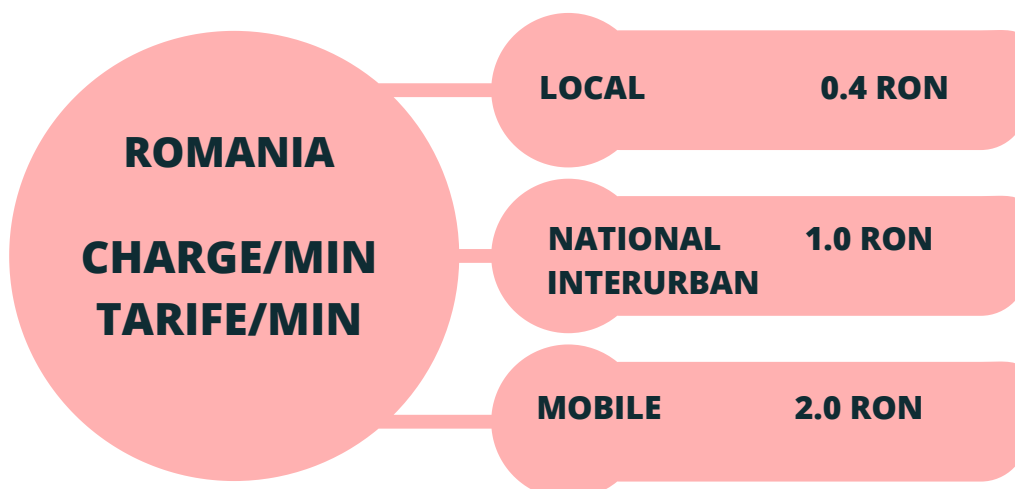 ROMANIA
CHARGE/MIN
TARIFE/MIN
LOCAL 0.4 RON
NATIONAL 1.0 RON
INTERURBAN
MOBILE 2.0 RON